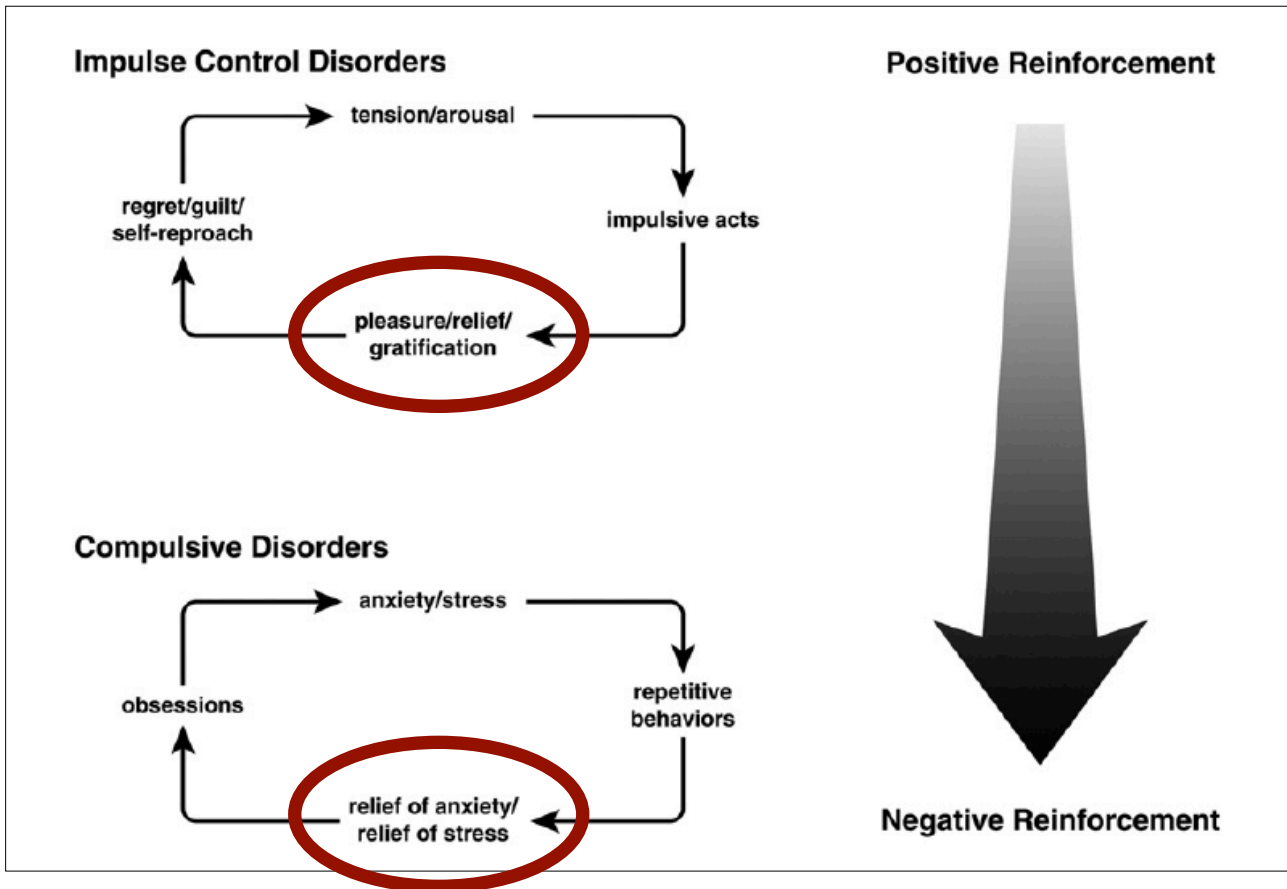 Impulse Control Disorders
Positive Reinforcement
tension/arousal
impulsive acts
pleasure/relief/
gratification
regret/guilt/
self-reproach
Compulsive Disorders
anxiety/stress
repetitive
behaviors
relief of anxiety/
relief of stress
obsessions
Negative Reinforcement